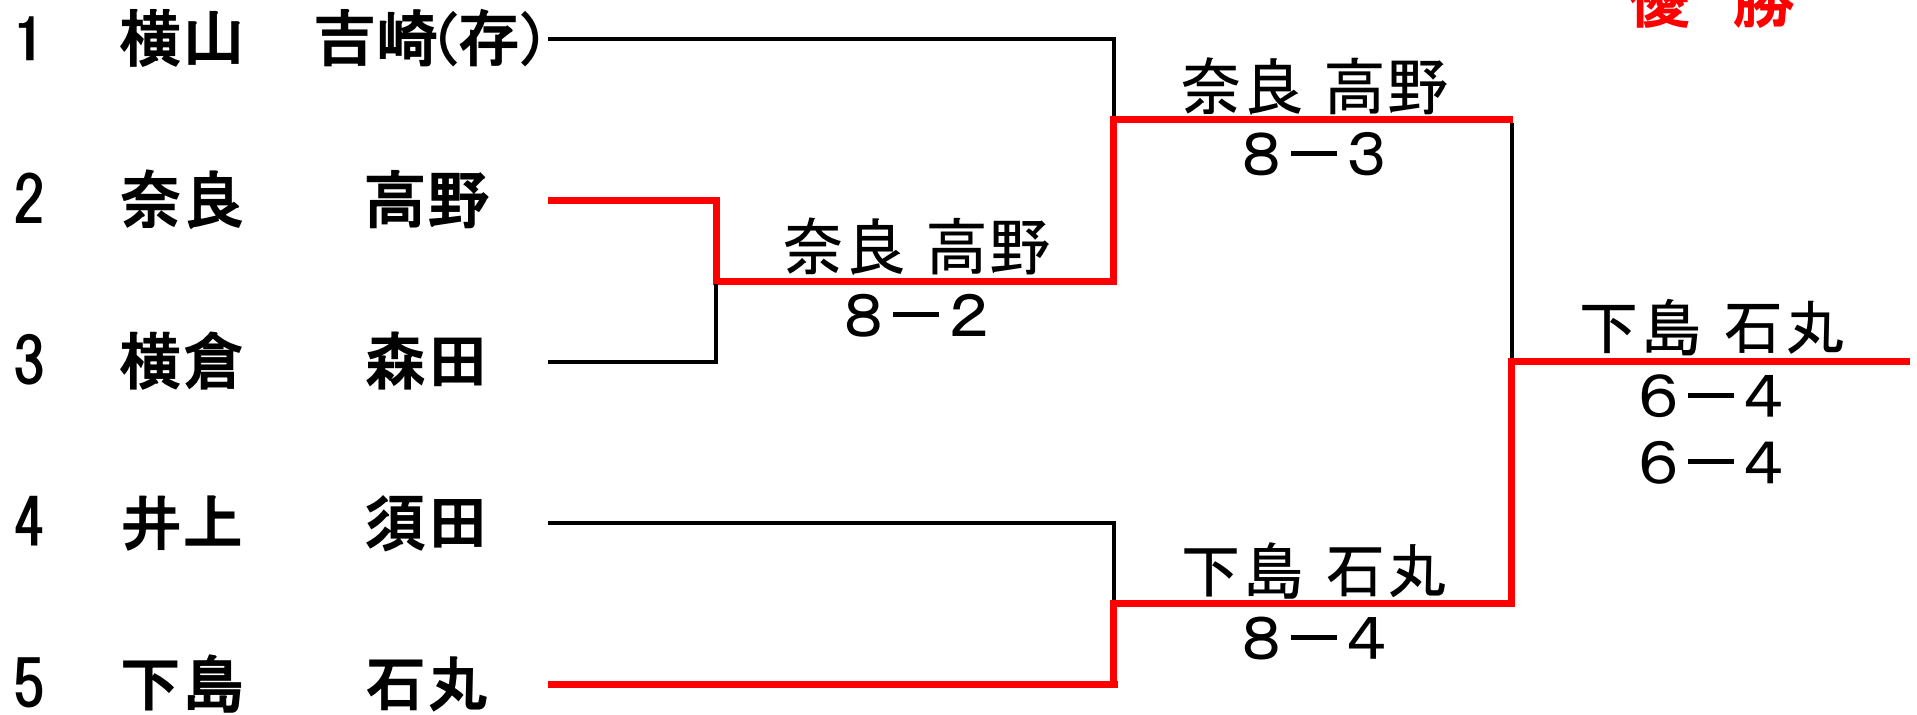 優 勝
1 横山 吉崎(存)
奈良 高野
8－3
2 奈良 高野
奈良 高野
8－2
3 横倉 森田
下島 石丸
6－4
6－4
4 井上 須田
下島 石丸
8－4
5 下島 石丸